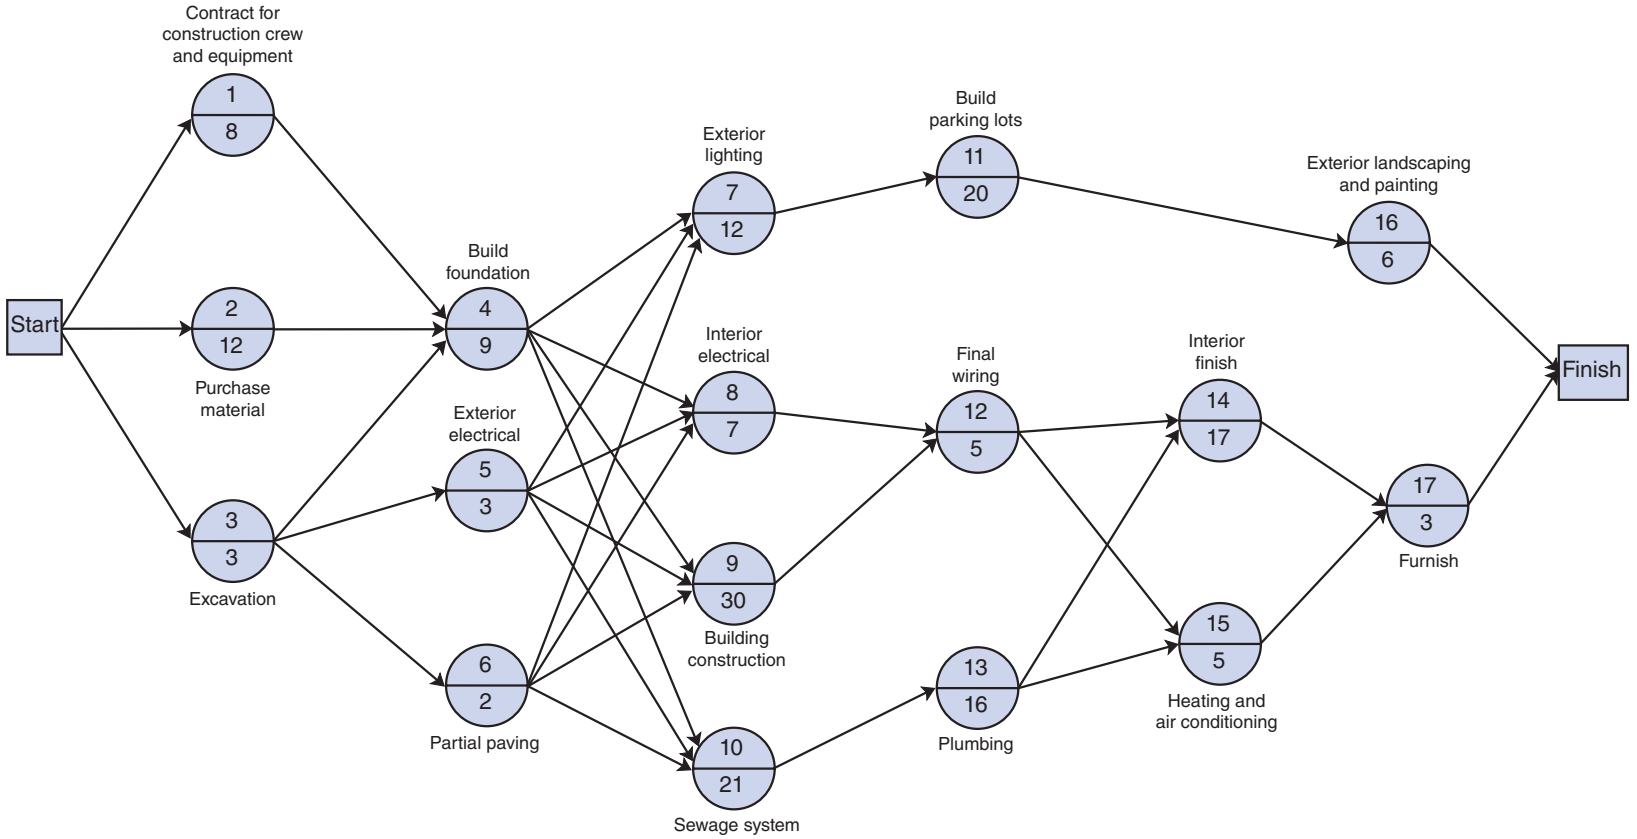 Contract for
construction crew
and equipment
1
8
Start
2
12
Purchase
material
3
3
Excavation
Build
foundation
4
9
Exterior
electrical
5
3
6
2
Partial paving
Exterior
lighting
7
12
Interior
electrical
8
7
9
30
Building
construction
10
21
Sewage system
Build
parking lots
11
20
Final
wiring
12
5
13
16
Plumbing
Interior
finish
14
17
15
5
Heating and
air conditioning
Exterior landscaping
and painting
16
6
17
3
Furnish
Finish